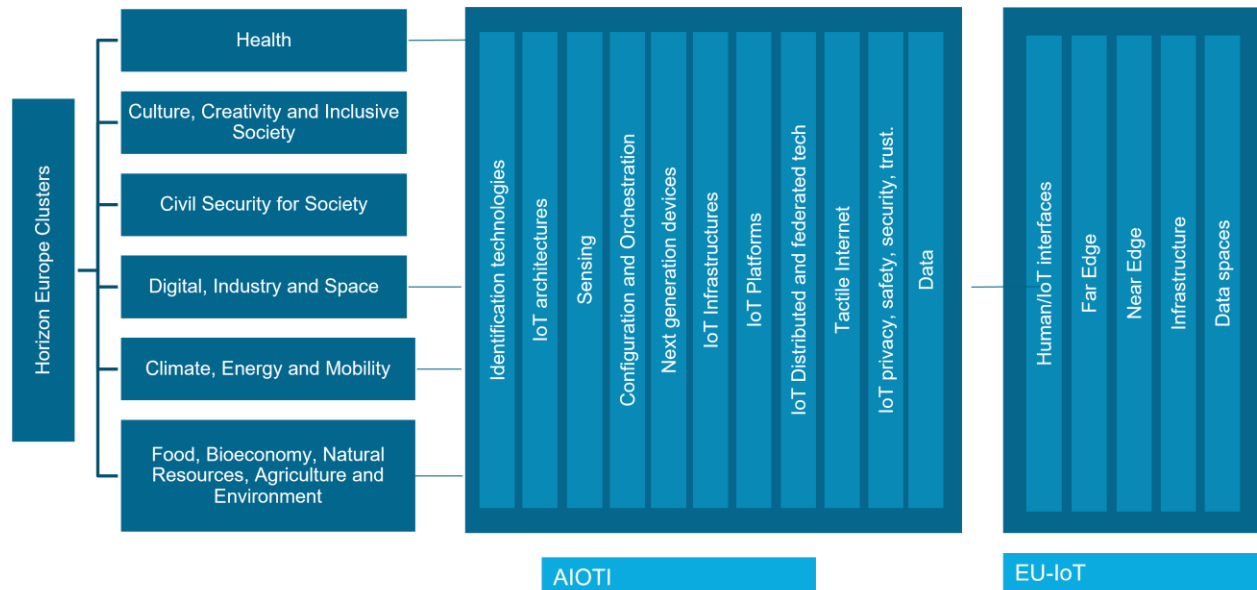 Horizon Europe Clusters
Health
Culture, Creativity and Inclusive
Society
Civil Security for Society
Digital, Industry and Space
Climate, Energy and Mobility
Food, Bioeconomy, Natural
Resources, Agriculture and
Environment
Identification technologies
IoT architectures
Sensing
Configuration and Orchestration
Next generation devices
IoT Infrastructures
IoT Platforms
IoT Distributed and federated tech
Tactile Internet
IoT privacy, safety, security, trust.
Data
AIOTI
Human/IoT interfaces
Far Edge
Near Edge
Infrastructure
Data spaces
EU-IoT